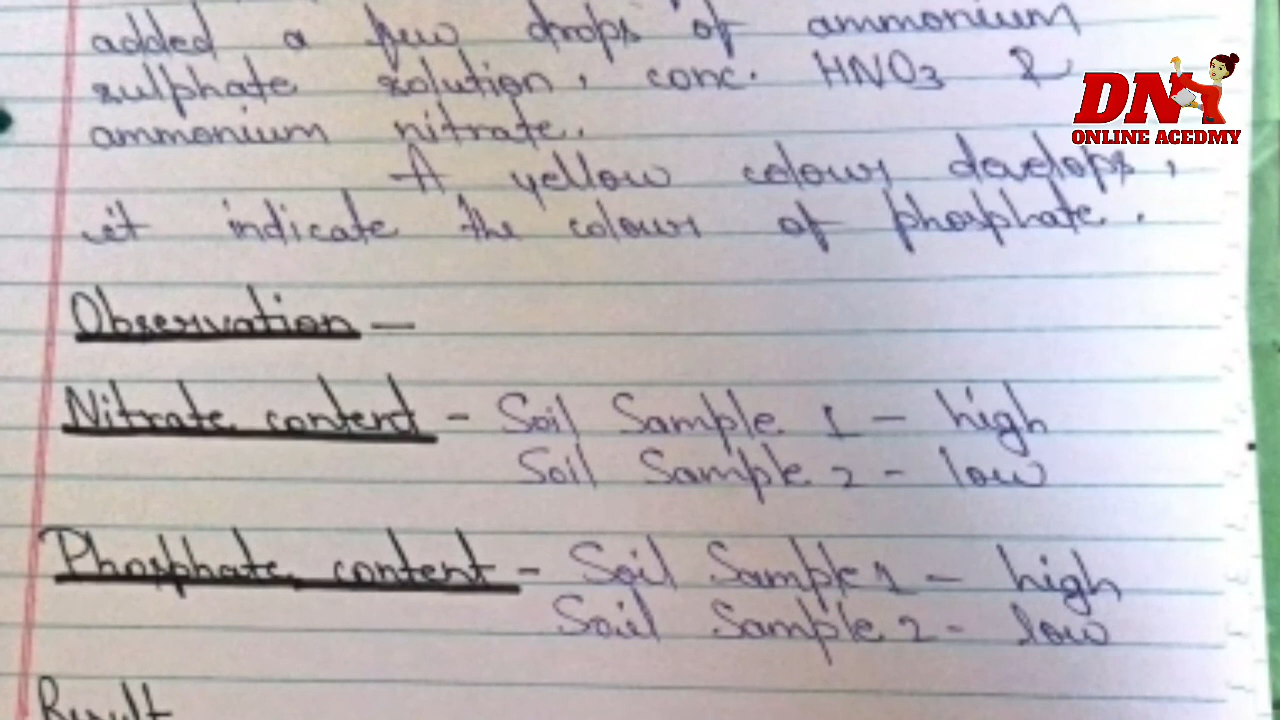 added a few drops of ammonium
sulphate solution, conc. HNO3 &
ammonium nitrate.
A yellow colour develops,
it indicate the colour of phosphate.
Observation -
Nitrate content - Soil Sample 1 - high
Soil Sample 2 - low
Phosphate content - Soil Sample 1 - high
Soil Sample 2 - low
Result
DN
ONLINE ACEDMY